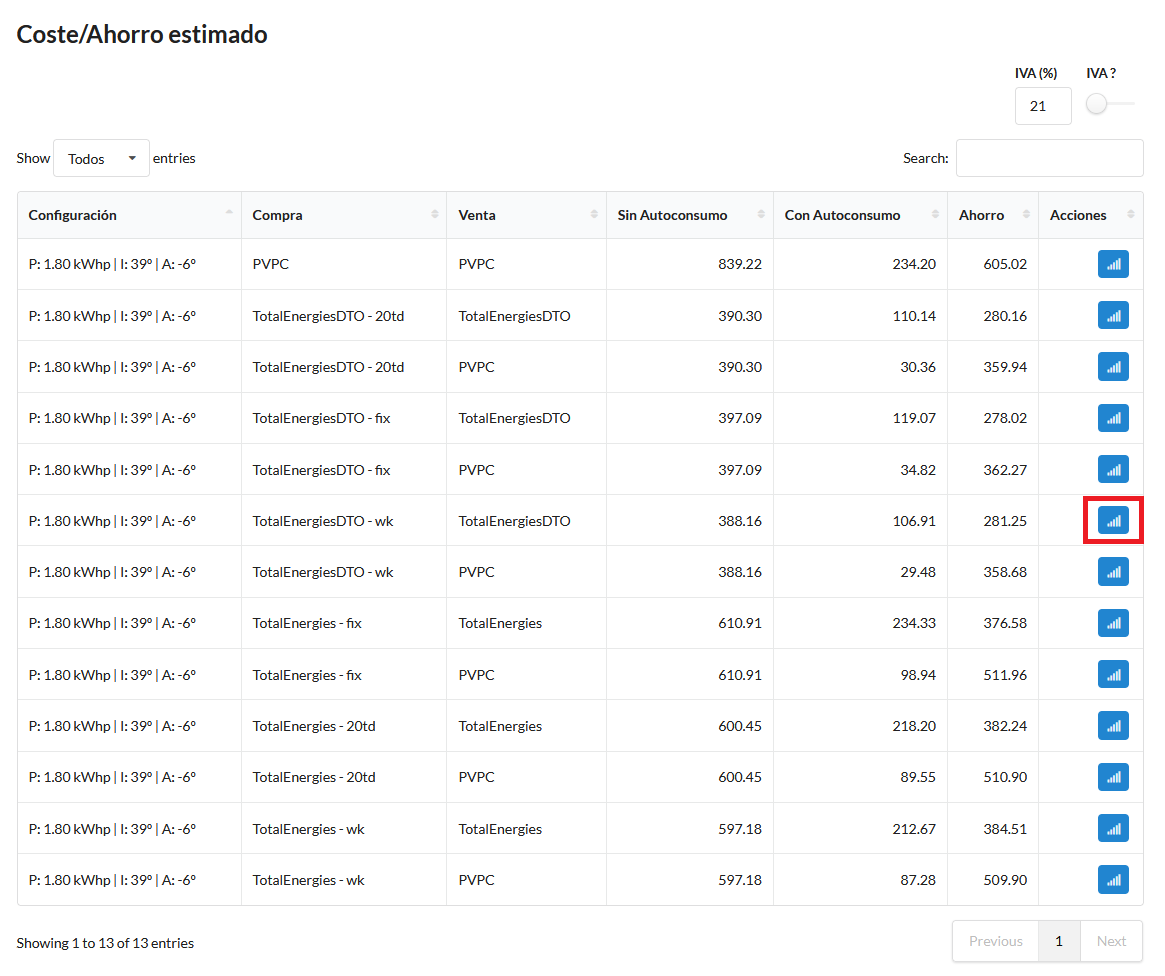 Coste/Ahorro estimado
IVA (%) IVA ?
21
Show Todos entries Search:
Configuración Compra Venta Sin Autoconsumo Con Autoconsumo Ahorro Acciones
P: 1.80 kWhp | I: 39º | A: -6º PVPC PVPC 839.22 234.20 605.02
P: 1.80 kWhp | I: 39º | A: -6º TotalEnergiesDTO - 20td TotalEnergiesDTO 390.30 110.14 280.16
P: 1.80 kWhp | I: 39º | A: -6º TotalEnergiesDTO - 20td PVPC 390.30 30.36 359.94
P: 1.80 kWhp | I: 39º | A: -6º TotalEnergiesDTO - fix TotalEnergiesDTO 397.09 119.07 278.02
P: 1.80 kWhp | I: 39º | A: -6º TotalEnergiesDTO - fix PVPC 397.09 34.82 362.27
P: 1.80 kWhp | I: 39º | A: -6º TotalEnergiesDTO - wk TotalEnergiesDTO 388.16 106.91 281.25
P: 1.80 kWhp | I: 39º | A: -6º TotalEnergiesDTO - wk PVPC 388.16 29.48 358.68
P: 1.80 kWhp | I: 39º | A: -6º TotalEnergies - fix TotalEnergies 610.91 234.33 376.58
P: 1.80 kWhp | I: 39º | A: -6º TotalEnergies - fix PVPC 610.91 98.94 511.96
P: 1.80 kWhp | I: 39º | A: -6º TotalEnergies - 20td TotalEnergies 600.45 218.20 382.24
P: 1.80 kWhp | I: 39º | A: -6º TotalEnergies - 20td PVPC 600.45 89.55 510.90
P: 1.80 kWhp | I: 39º | A: -6º TotalEnergies - wk TotalEnergies 597.18 212.67 384.51
P: 1.80 kWhp | I: 39º | A: -6º TotalEnergies - wk PVPC 597.18 87.28 509.90
Showing 1 to 13 of 13 entries Previous 1 Next